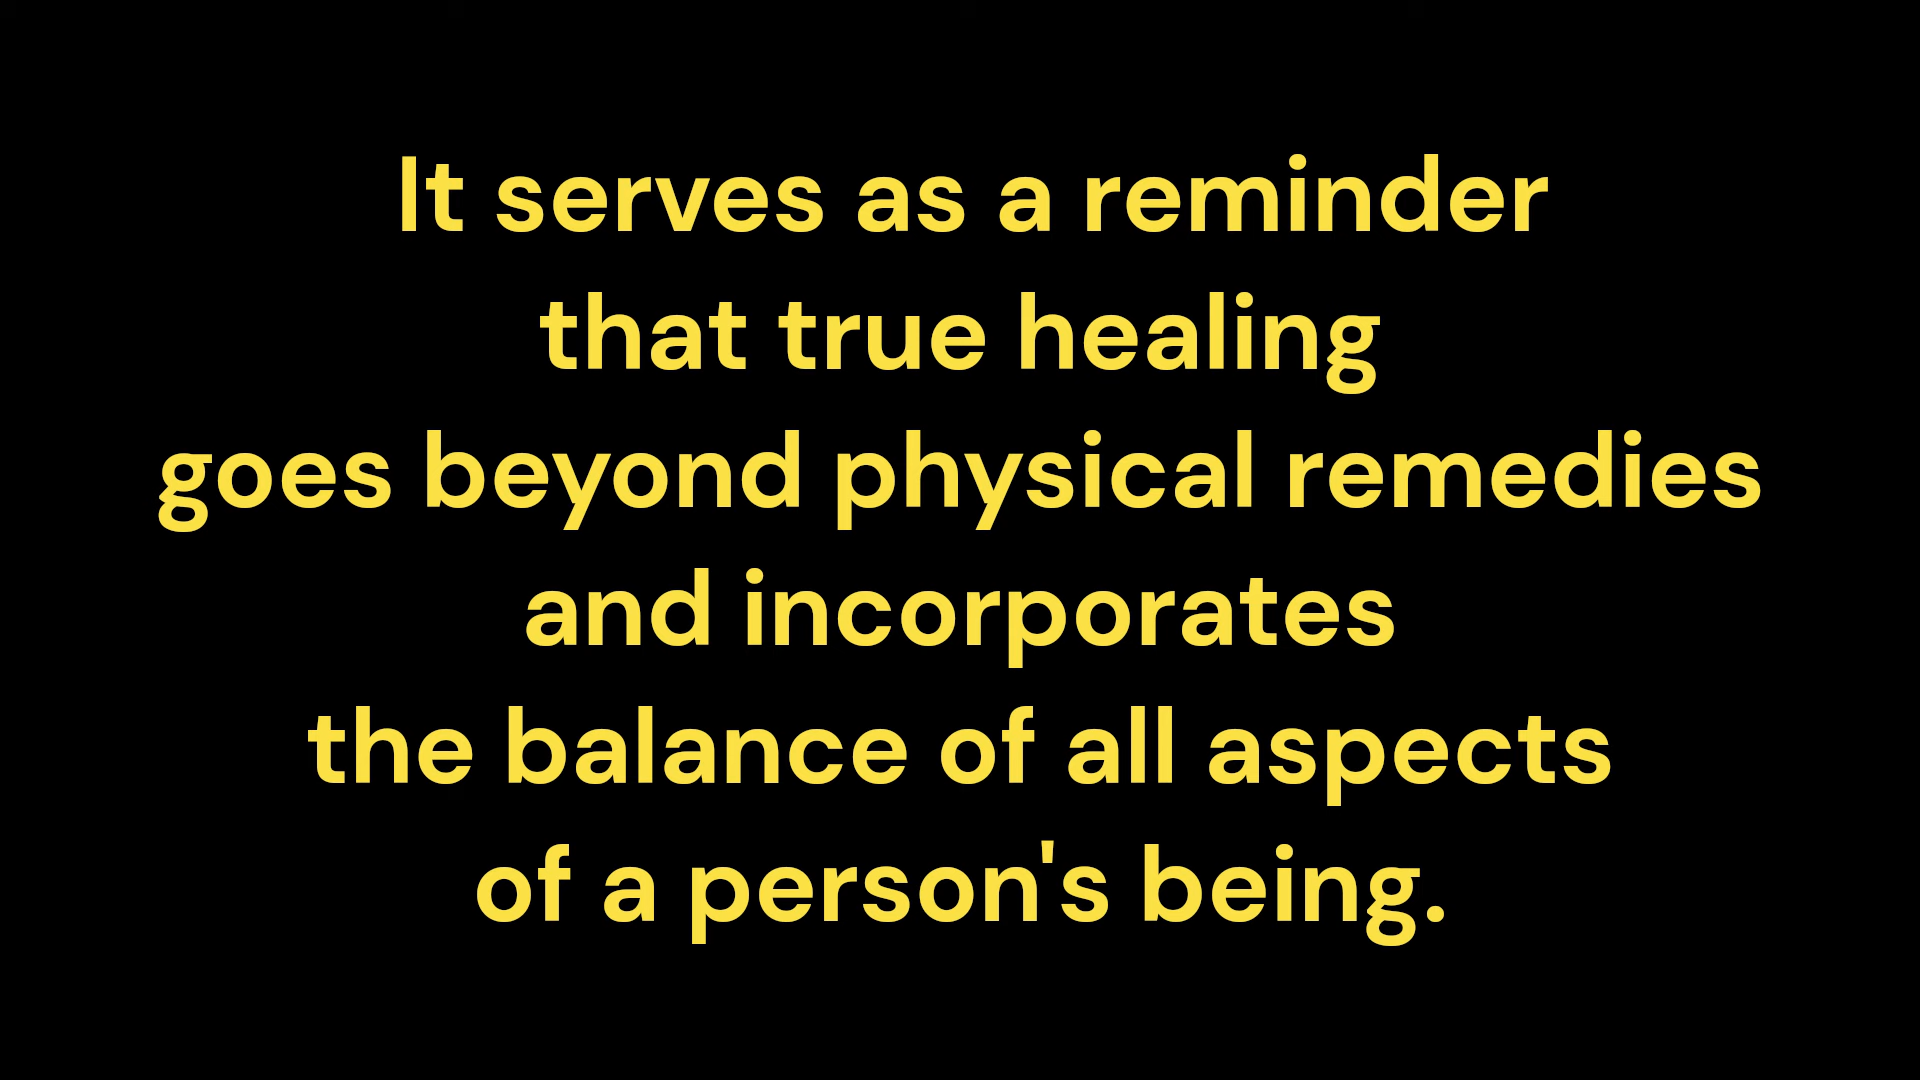 It serves as a reminder
that true healing
goes beyond physical remedies
and incorporates
the balance of all aspects
of a person's being.